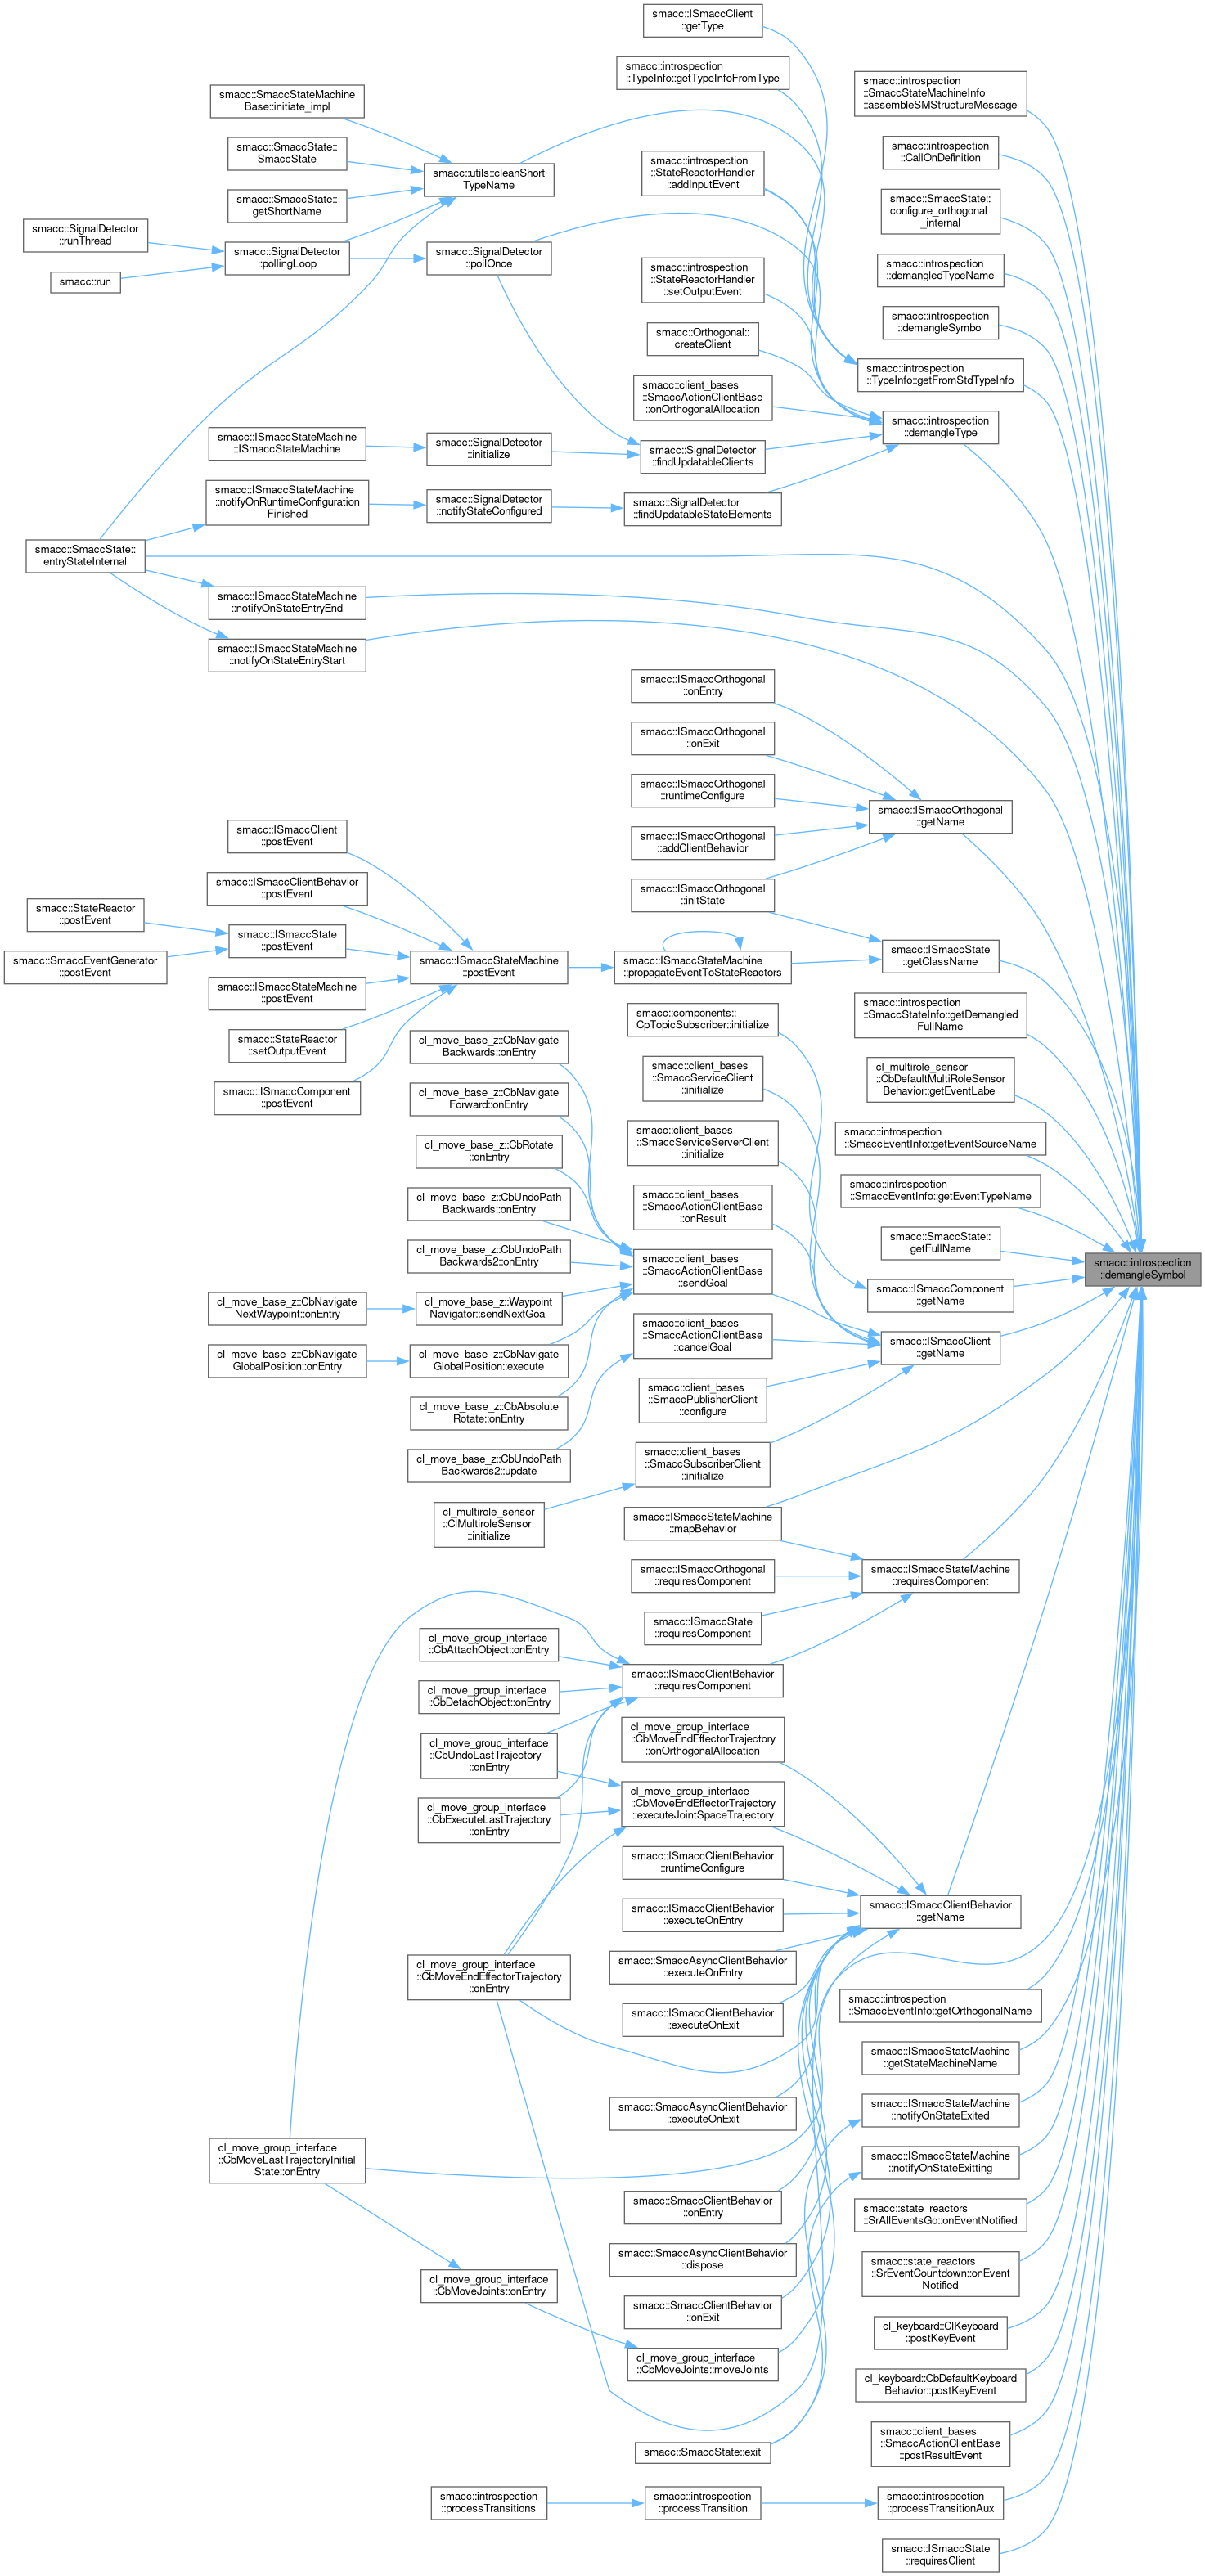 smacc::ISmaccClient
::getType
smacc::introspection
::TypeInfo::getTypeInfoFromType
smacc::introspection
::SmaccStateMachineInfo
::assembleSMStructureMessage
smacc::SmaccStateMachine
Base::initiate_impl
smacc::introspection
::CallOnDefinition
smacc::SmaccState::
SmaccState
smacc::utils::cleanShort
TypeName
smacc::introspection
::StateReactorHandler
::addInputEvent
smacc::SmaccState::
getShortName
smacc::SmaccState::
configure_orthogonal
_internal
smacc::SignalDetector
::runThread
smacc::SignalDetector
::pollingLoop
smacc::SignalDetector
::pollOnce
smacc::run
smacc::introspection
::StateReactorHandler
::setOutputEvent
smacc::introspection
::demangledTypeName
smacc::introspection
::demangleSymbol
smacc::Orthogonal::
createClient
smacc::introspection
::TypeInfo::getFromStdTypeInfo
smacc::client_bases
::SmaccActionClientBase
::onOrthogonalAllocation
smacc::introspection
::demangleType
smacc::ISmaccStateMachine
::ISmaccStateMachine
smacc::SignalDetector
::initialize
smacc::SignalDetector
::findUpdatableClients
smacc::ISmaccStateMachine
::notifyOnRuntimeConfiguration
Finished
smacc::SignalDetector
::notifyStateConfigured
smacc::SignalDetector
::findUpdatableStateElements
smacc::SmaccState::
entryStateInternal
smacc::ISmaccStateMachine
::notifyOnStateEntryEnd
smacc::ISmaccStateMachine
::notifyOnStateEntryStart
smacc::ISmaccOrthogonal
::onEntry
smacc::ISmaccOrthogonal
::onExit
smacc::ISmaccOrthogonal
::runtimeConfigure
smacc::ISmaccOrthogonal
::getName
smacc::ISmaccClient
::postEvent
smacc::ISmaccOrthogonal
::addClientBehavior
smacc::ISmaccClientBehavior
::postEvent
smacc::ISmaccOrthogonal
::initState
smacc::StateReactor
::postEvent
smacc::ISmaccState
::postEvent
smacc::SmaccEventGenerator
::postEvent
smacc::ISmaccStateMachine
::postEvent
smacc::ISmaccStateMachine
::propagateEventToStateReactors
smacc::ISmaccState
::getClassName
smacc::ISmaccStateMachine
::postEvent
smacc::StateReactor
::setOutputEvent
smacc::ISmaccComponent
::postEvent
smacc::components::
CpTopicSubscriber::initialize
smacc::introspection
::SmaccStateInfo::getDemangled
FullName
cl_move_base_z::CbNavigate
Backwards::onEntry
smacc::client_bases
::SmaccServiceClient
::initialize
cl_multirole_sensor
::CbDefaultMultiRoleSensor
Behavior::getEventLabel
cl_move_base_z::CbNavigate
Forward::onEntry
smacc::client_bases
::SmaccServiceServerClient
::initialize
smacc::introspection
::SmaccEventInfo::getEventSourceName
cl_move_base_z::CbRotate
::onEntry
smacc::introspection
::SmaccEventInfo::getEventTypeName
cl_move_base_z::CbUndoPath
Backwards::onEntry
smacc::client_bases
::SmaccActionClientBase
::onResult
smacc::SmaccState::
getFullName
cl_move_base_z::CbUndoPath
Backwards2::onEntry
smacc::client_bases
::SmaccActionClientBase
::sendGoal
smacc::introspection
::demangleSymbol
smacc::ISmaccComponent
::getName
cl_move_base_z::CbNavigate
NextWaypoint::onEntry
cl_move_base_z::Waypoint
Navigator::sendNextGoal
smacc::client_bases
::SmaccActionClientBase
::cancelGoal
smacc::ISmaccClient
::getName
cl_move_base_z::CbNavigate
GlobalPosition::onEntry
cl_move_base_z::CbNavigate
GlobalPosition::execute
smacc::client_bases
::SmaccPublisherClient
::configure
cl_move_base_z::CbAbsolute
Rotate::onEntry
cl_move_base_z::CbUndoPath
Backwards2::update
smacc::client_bases
::SmaccSubscriberClient
::initialize
cl_multirole_sensor
::ClMultiroleSensor
::initialize
smacc::ISmaccStateMachine
::mapBehavior
smacc::ISmaccOrthogonal
::requiresComponent
smacc::ISmaccStateMachine
::requiresComponent
smacc::ISmaccState
::requiresComponent
cl_move_group_interface
::CbAttachObject::onEntry
smacc::ISmaccClientBehavior
::requiresComponent
cl_move_group_interface
::CbDetachObject::onEntry
cl_move_group_interface
::CbUndoLastTrajectory
::onEntry
cl_move_group_interface
::CbMoveEndEffectorTrajectory
::onOrthogonalAllocation
cl_move_group_interface
::CbExecuteLastTrajectory
::onEntry
cl_move_group_interface
::CbMoveEndEffectorTrajectory
::executeJointSpaceTrajectory
smacc::ISmaccClientBehavior
::runtimeConfigure
smacc::ISmaccClientBehavior
::executeOnEntry
smacc::ISmaccClientBehavior
::getName
cl_move_group_interface
::CbMoveEndEffectorTrajectory
::onEntry
smacc::SmaccAsyncClientBehavior
::executeOnEntry
smacc::ISmaccClientBehavior
::executeOnExit
smacc::introspection
::SmaccEventInfo::getOrthogonalName
smacc::ISmaccStateMachine
::getStateMachineName
smacc::SmaccAsyncClientBehavior
::executeOnExit
smacc::ISmaccStateMachine
::notifyOnStateExited
cl_move_group_interface
::CbMoveLastTrajectoryInitial
State::onEntry
smacc::ISmaccStateMachine
::notifyOnStateExitting
smacc::SmaccClientBehavior
::onEntry
smacc::state_reactors
::SrAllEventsGo::onEventNotified
smacc::SmaccAsyncClientBehavior
::dispose
smacc::state_reactors
::SrEventCountdown::onEvent
Notified
cl_move_group_interface
::CbMoveJoints::onEntry
smacc::SmaccClientBehavior
::onExit
cl_keyboard::ClKeyboard
::postKeyEvent
cl_move_group_interface
::CbMoveJoints::moveJoints
cl_keyboard::CbDefaultKeyboard
Behavior::postKeyEvent
smacc::SmaccState::exit
smacc::client_bases
::SmaccActionClientBase
::postResultEvent
smacc::introspection
::processTransitions
smacc::introspection
::processTransition
smacc::introspection
::processTransitionAux
smacc::ISmaccState
::requiresClient